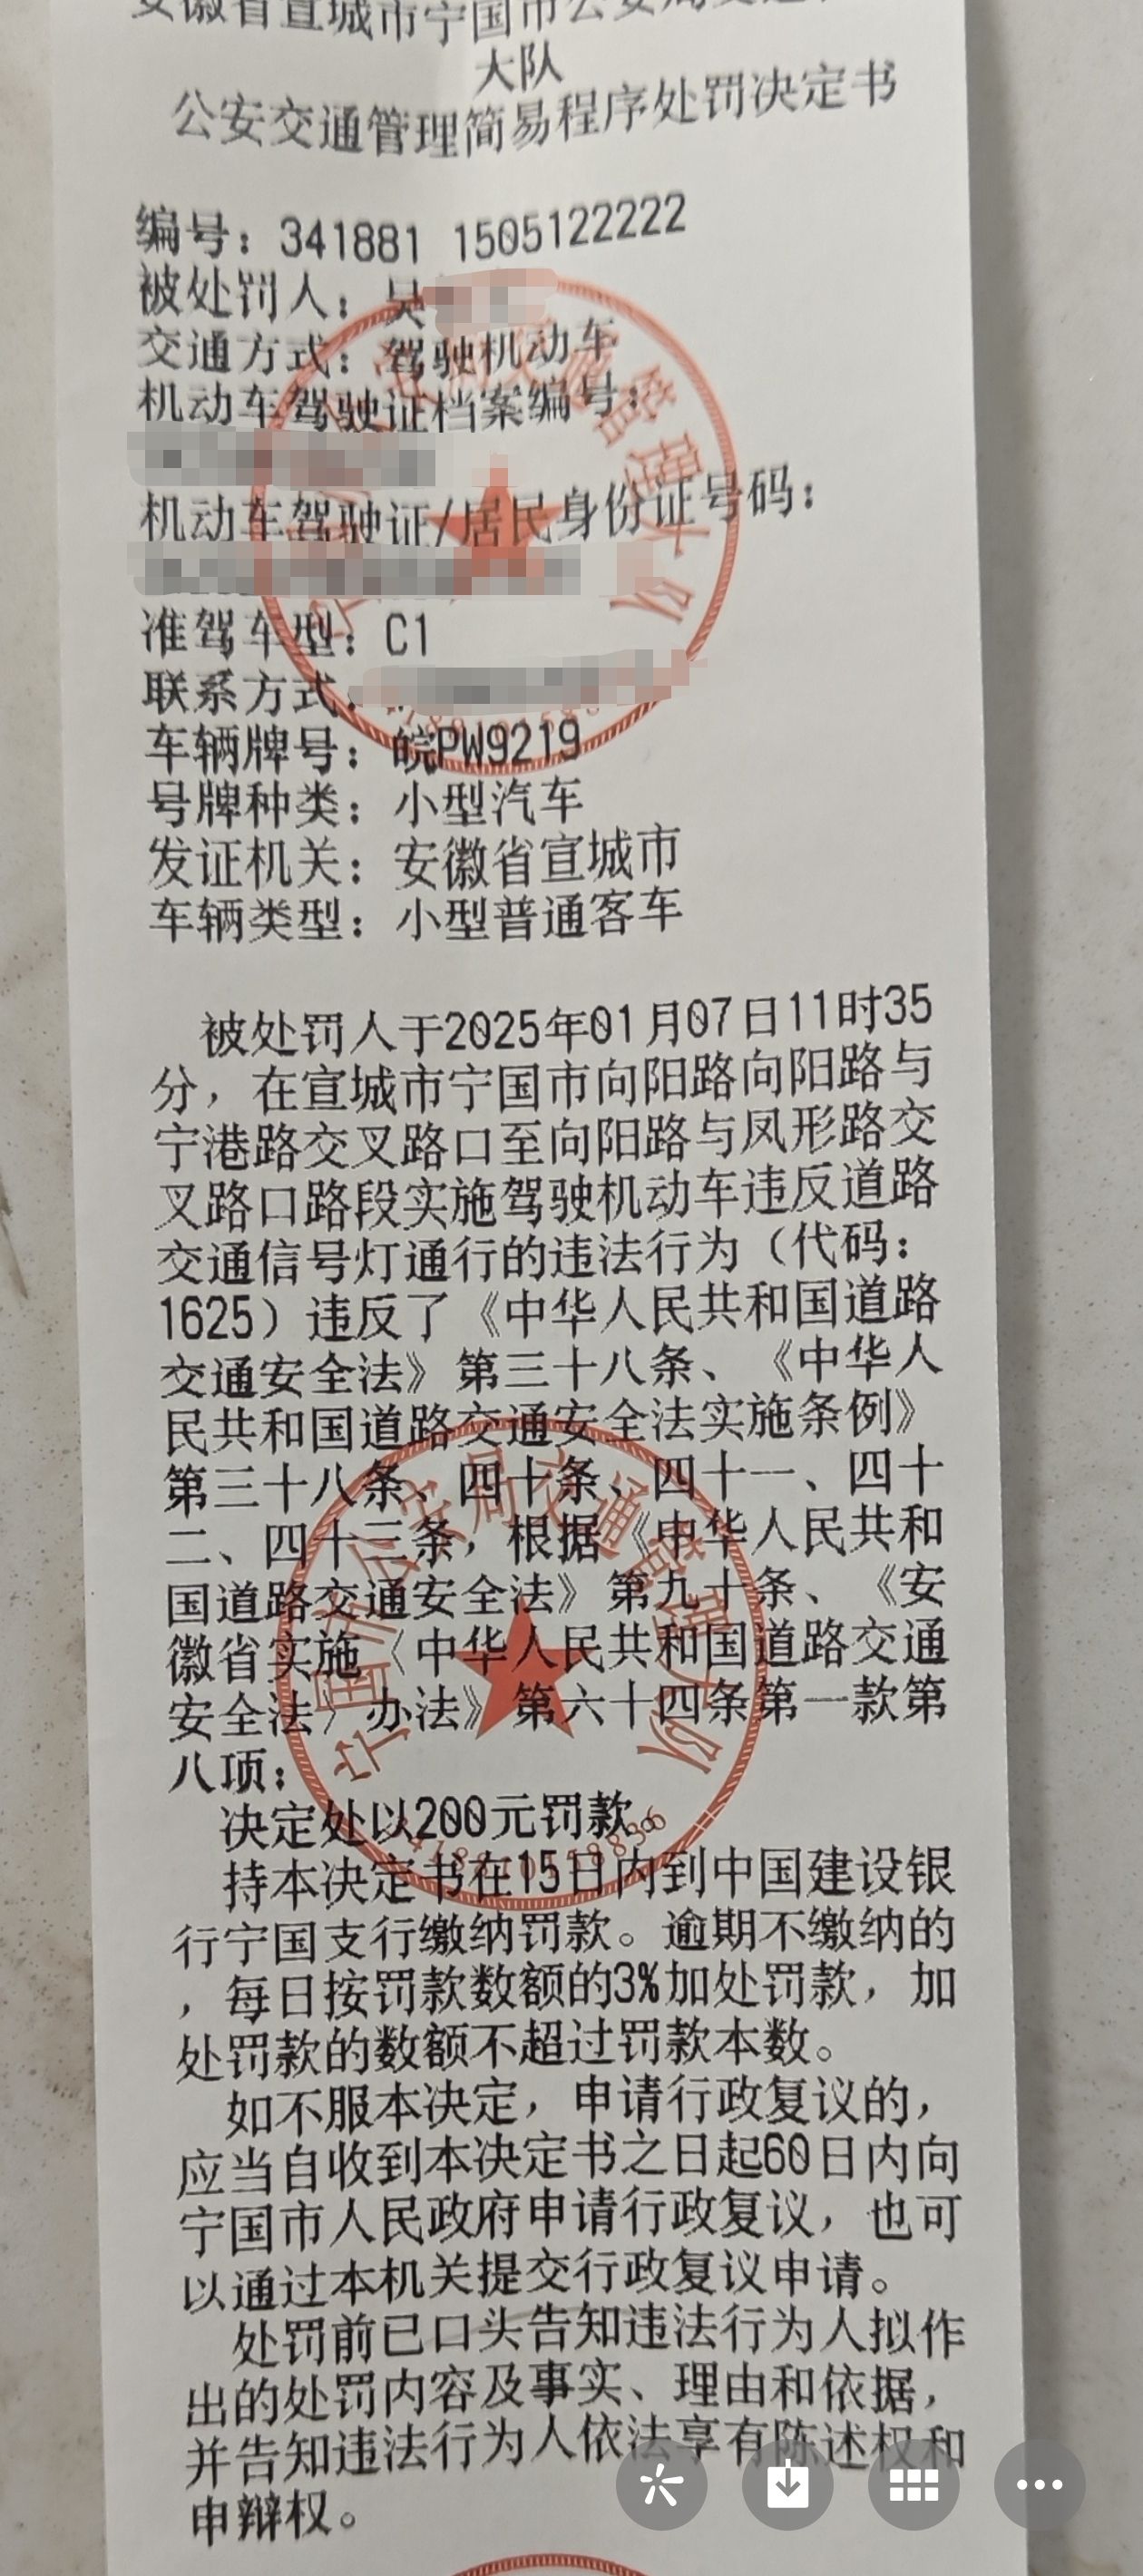 安徽省宣城市宁国市公安局交通
大队
公安交通管理简易程序处罚决定书
编号：341881 1505122222
被处罚人：吴
交通方式：驾驶机动车
机动车驾驶证档案编号：
机动车驾驶证/居民身份证号码：
准驾车型：C1
联系方式：
车辆牌号：皖PW9219
号牌种类：小型汽车
发证机关：安徽省宣城市
车辆类型：小型普通客车
被处罚人于2025年01月07日11时35
分，在宣城市宁国市向阳路向阳路与
宁港路交叉路口至向阳路与凤形路交
叉路口路段实施驾驶机动车违反道路
交通信号灯通行的违法行为（代码：
1625）违反了《中华人民共和国道路
交通安全法》第三十八条、《中华人
民共和国道路交通安全法实施条例》
第三十八条、四十条、四十一、四十
二、四十三条，根据《中华人民共和
国道路交通安全法》第九十条、《安
徽省实施〈中华人民共和国道路交通
安全法〉办法》第六十四条第一款第
八项：
决定处以200元罚款。
持本决定书在15日内到中国建设银
行宁国支行缴纳罚款。逾期不缴纳的
，每日按罚款数额的3%加处罚款，加
处罚款的数额不超过罚款本数。
如不服本决定，申请行政复议的，
应当自收到本决定书之日起60日内向
宁国市人民政府申请行政复议，也可
以通过本机关提交行政复议申请。
处罚前已口头告知违法行为人拟作
出的处罚内容及事实、理由和依据，
并告知违法行为人依法享有陈述权和
申辩权。